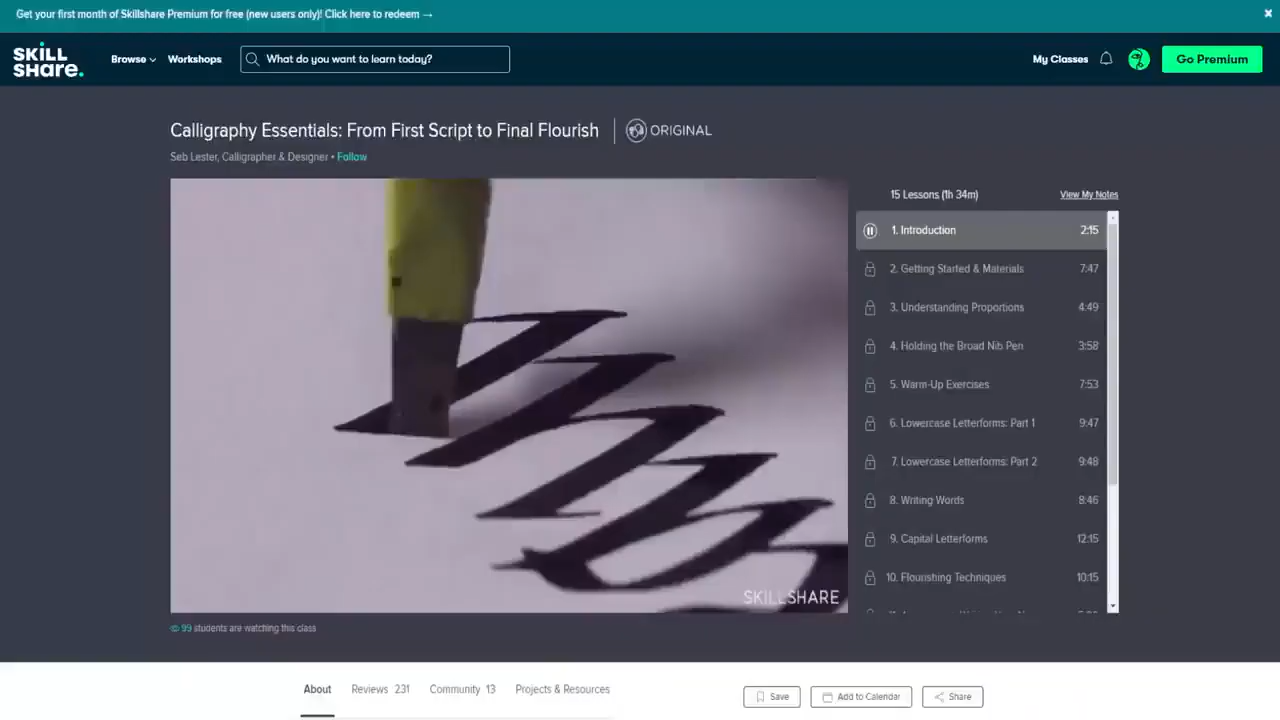 Get your first month of Skillshare Premium for free (new users only)! Click here to redeem →
SKILL SHARE.
Browse
Workshops
What do you want to learn today?
My Classes
Go Premium
Calligraphy Essentials: From First Script to Final Flourish
ORIGINAL
Seb Lester, Calligrapher & Designer • Follow
15 Lessons (1h 34m)
View My Notes
1. Introduction 2:15
2. Getting Started & Materials 7:47
3. Understanding Proportions 4:49
4. Holding the Broad Nib Pen 3:58
5. Warm-Up Exercises 7:53
6. Lowercase Letterforms: Part 1 9:47
7. Lowercase Letterforms: Part 2 9:48
8. Writing Words 8:46
9. Capital Letterforms 12:15
10. Flourishing Techniques 10:15
SKILLSHARE
99 students are watching this class
About
Reviews 231
Community 13
Projects & Resources
Save
Add to Calendar
Share